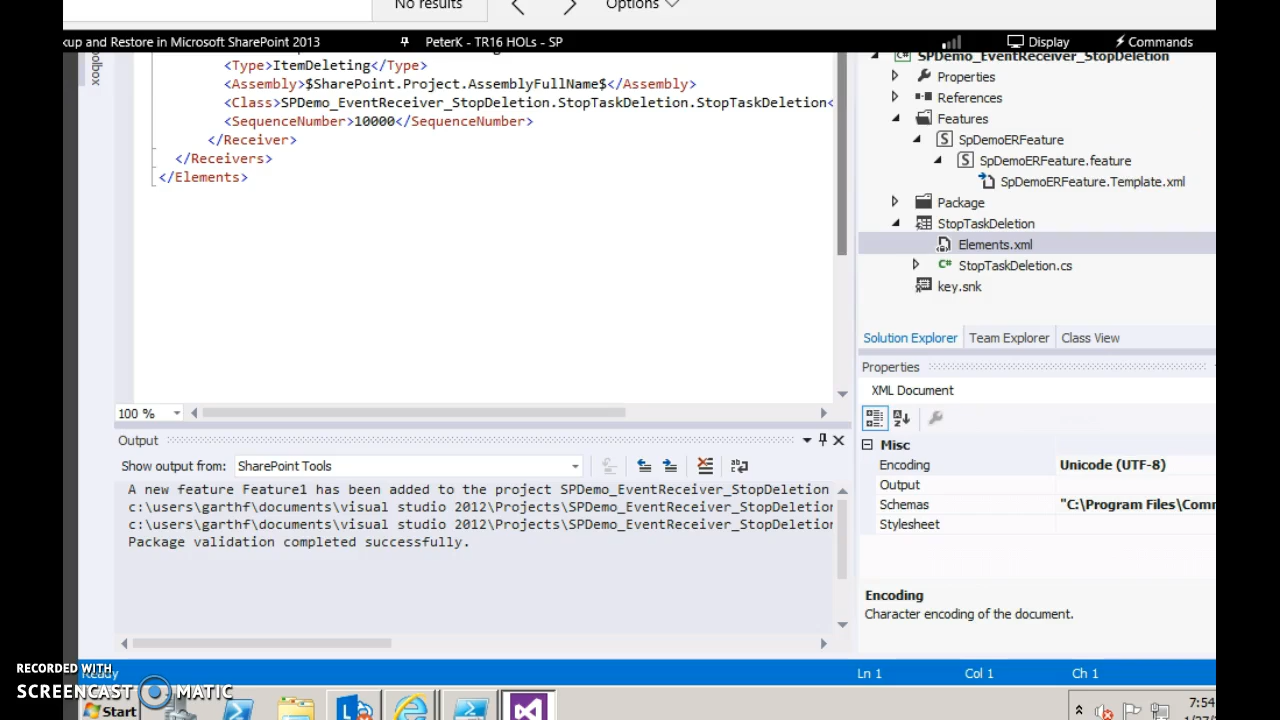 No results
Options
kup and Restore in Microsoft SharePoint 2013
PeterK - TR16 HOLs - SP
Display
Commands
olbox
<Type>ItemDeleting</Type>
<Assembly>$SharePoint.Project.AssemblyFullName$</Assembly>
<Class>SPDemo_EventReceiver_StopDeletion.StopTaskDeletion.StopTaskDeletion<
<SequenceNumber>10000</SequenceNumber>
</Receiver>
</Receivers>
</Elements>
100 %
SPDemo_EventReceiver_StopDeletion
Properties
References
Features
SpDemoERFeature
SpDemoERFeature.feature
SpDemoERFeature.Template.xml
Package
StopTaskDeletion
Elements.xml
StopTaskDeletion.cs
key.snk
Solution Explorer Team Explorer Class View
Properties
XML Document
Misc
Encoding Unicode (UTF-8)
Output
Schemas "C:\Program Files\Comm
Stylesheet
Encoding
Character encoding of the document.
Output
Show output from: SharePoint Tools
A new feature Feature1 has been added to the project SPDemo_EventReceiver_StopDeletion
c:\users\garthf\documents\visual studio 2012\Projects\SPDemo_EventReceiver_StopDeletion
c:\users\garthf\documents\visual studio 2012\Projects\SPDemo_EventReceiver_StopDeletion
Package validation completed successfully.
Ready
Ln 1
Col 1
Ch 1
RECORDED WITH
SCREENCAST MATIC
Start
7:54